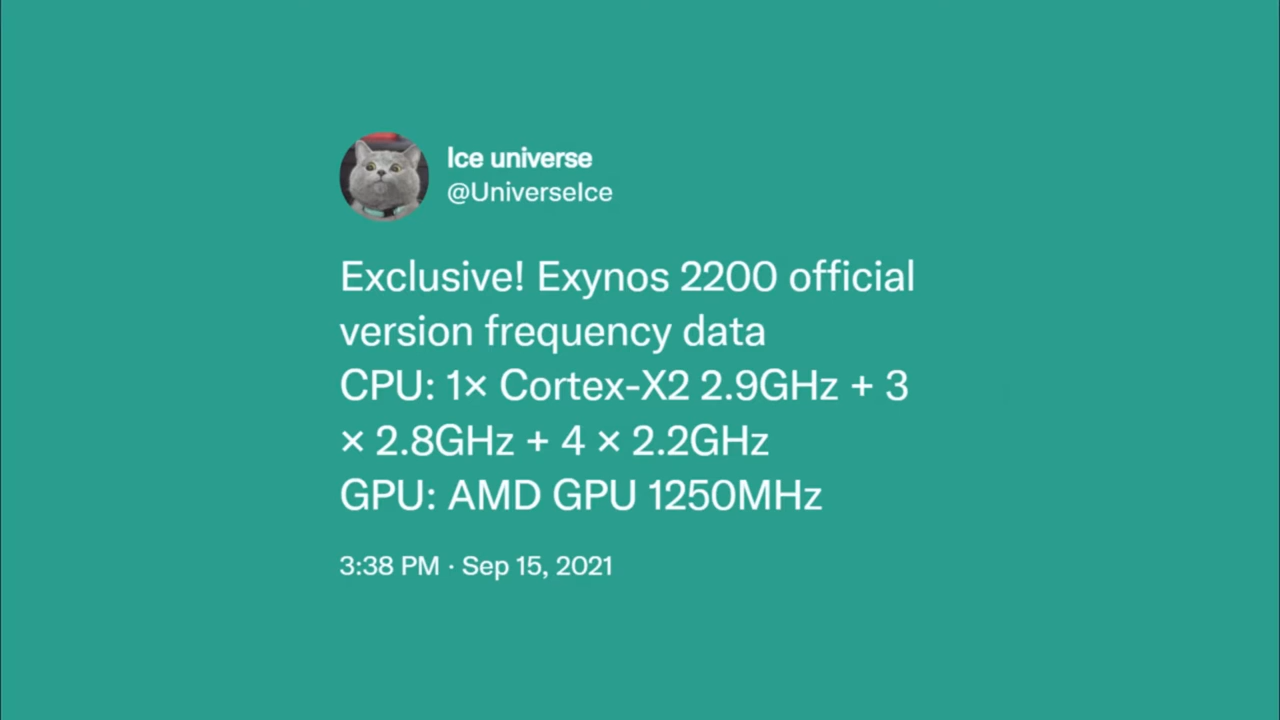 Ice universe
@UniverseIce
Exclusive! Exynos 2200 official
version frequency data
CPU: 1× Cortex-X2 2.9GHz + 3
× 2.8GHz + 4 × 2.2GHz
GPU: AMD GPU 1250MHz
3:38 PM · Sep 15, 2021